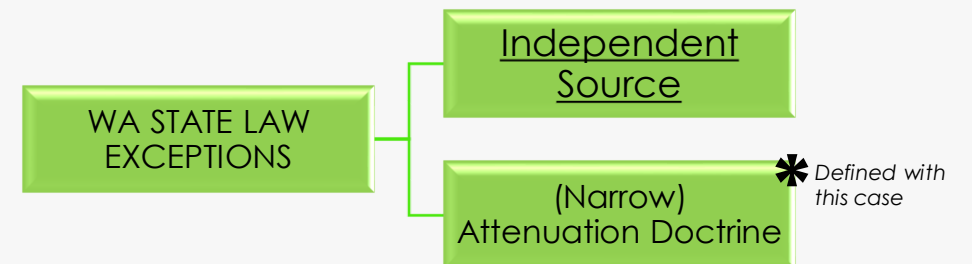 WA STATE LAW
EXCEPTIONS
Independent
Source
(Narrow)
Attenuation Doctrine
* Defined with
this case